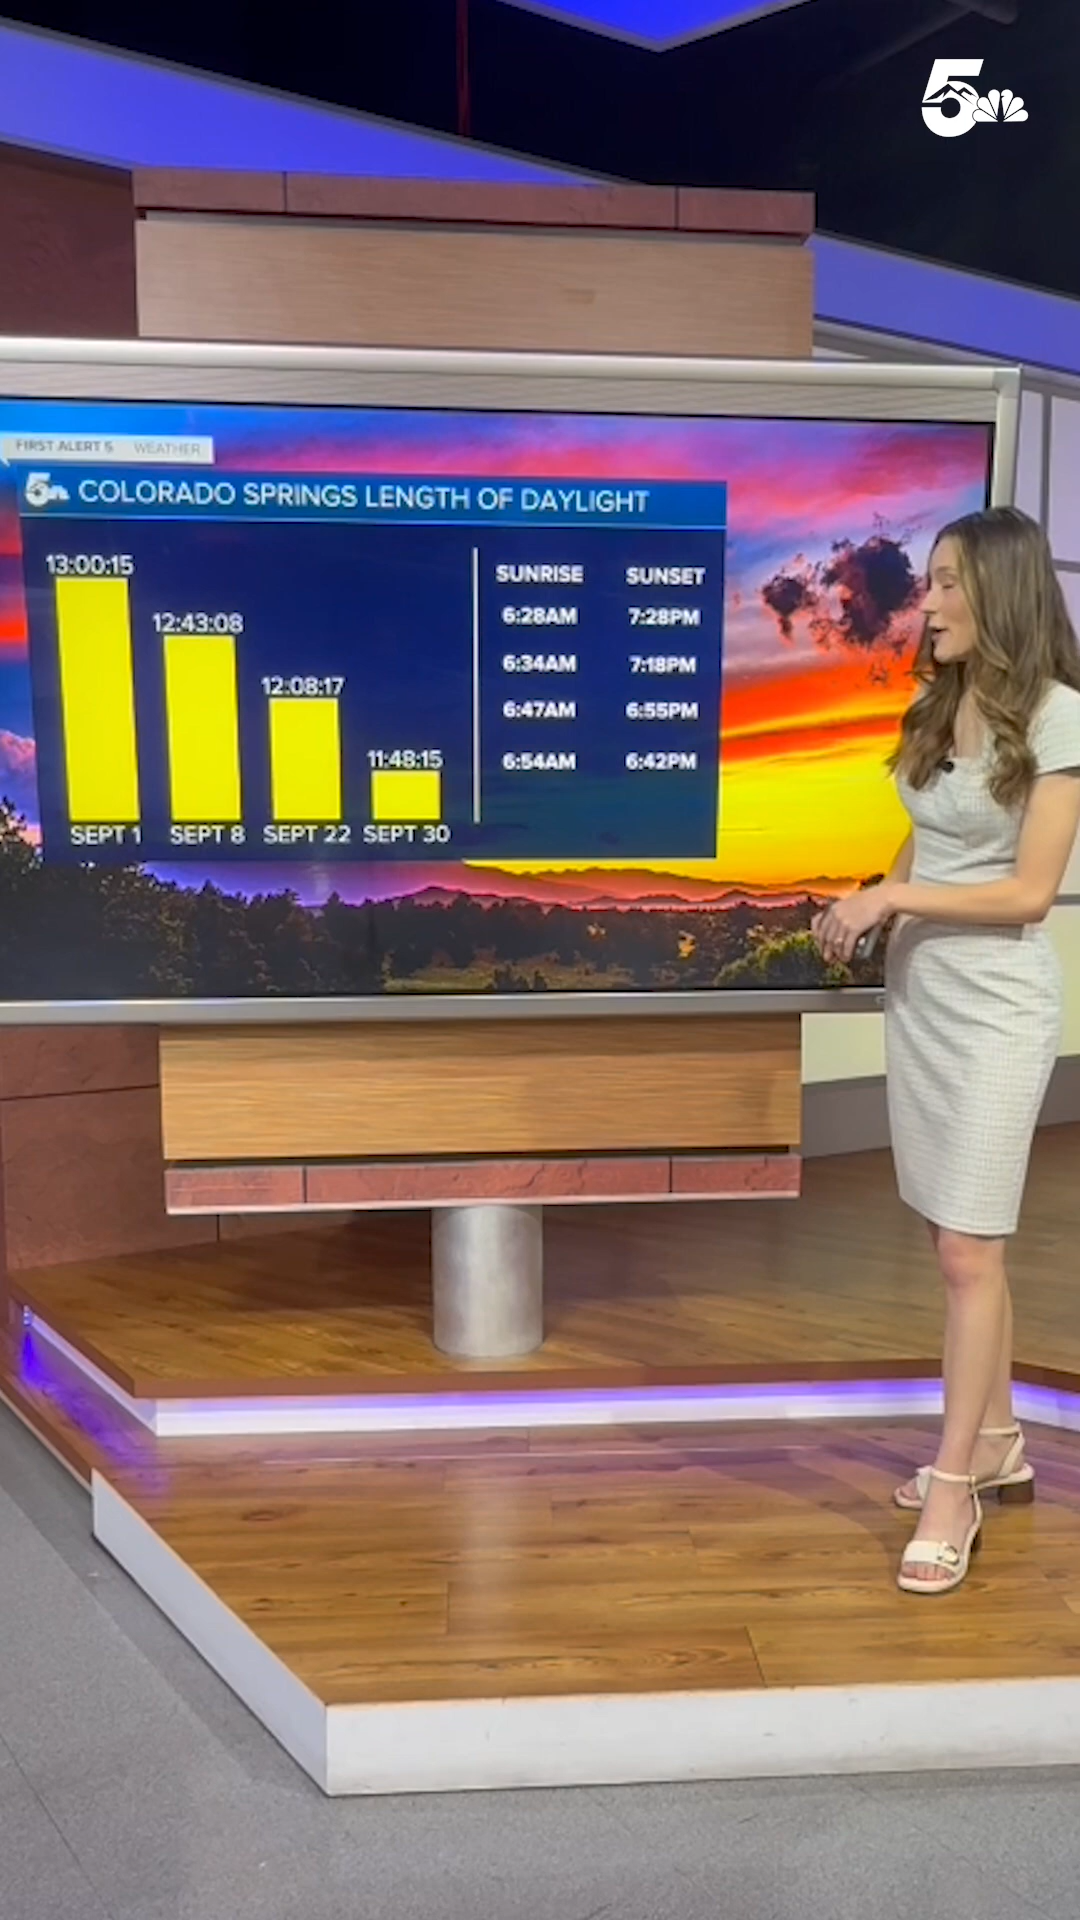 5
FIRST ALERT 5 WEATHER
5 COLORADO SPRINGS LENGTH OF DAYLIGHT
13:00:15
12:43:08
12:08:17
11:48:15
SEPT 1 SEPT 8 SEPT 22 SEPT 30
SUNRISE SUNSET
6:28AM 7:28PM
6:34AM 7:18PM
6:47AM 6:55PM
6:54AM 6:42PM